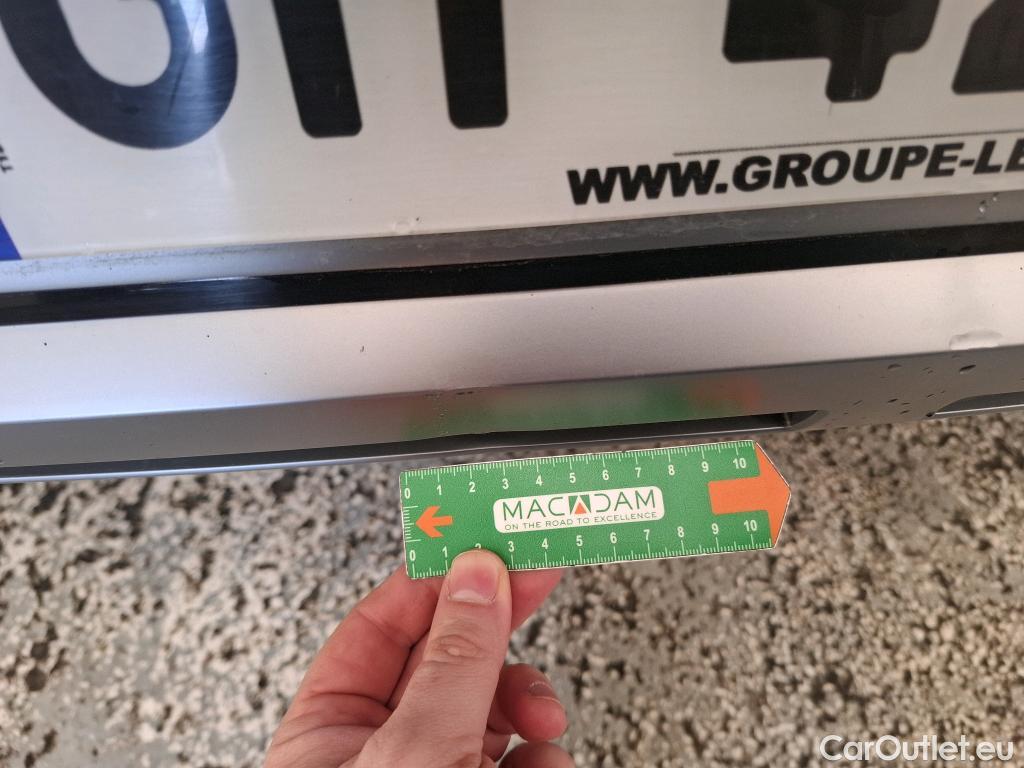 WWW.GROUPE-LE
0 1 2 3 4 5 6 7 8 9 10
MACADAM
ON THE ROAD TO EXCELLENCE
0 1 2 3 4 5 6 7 8 9 10
CarOutlet.eu